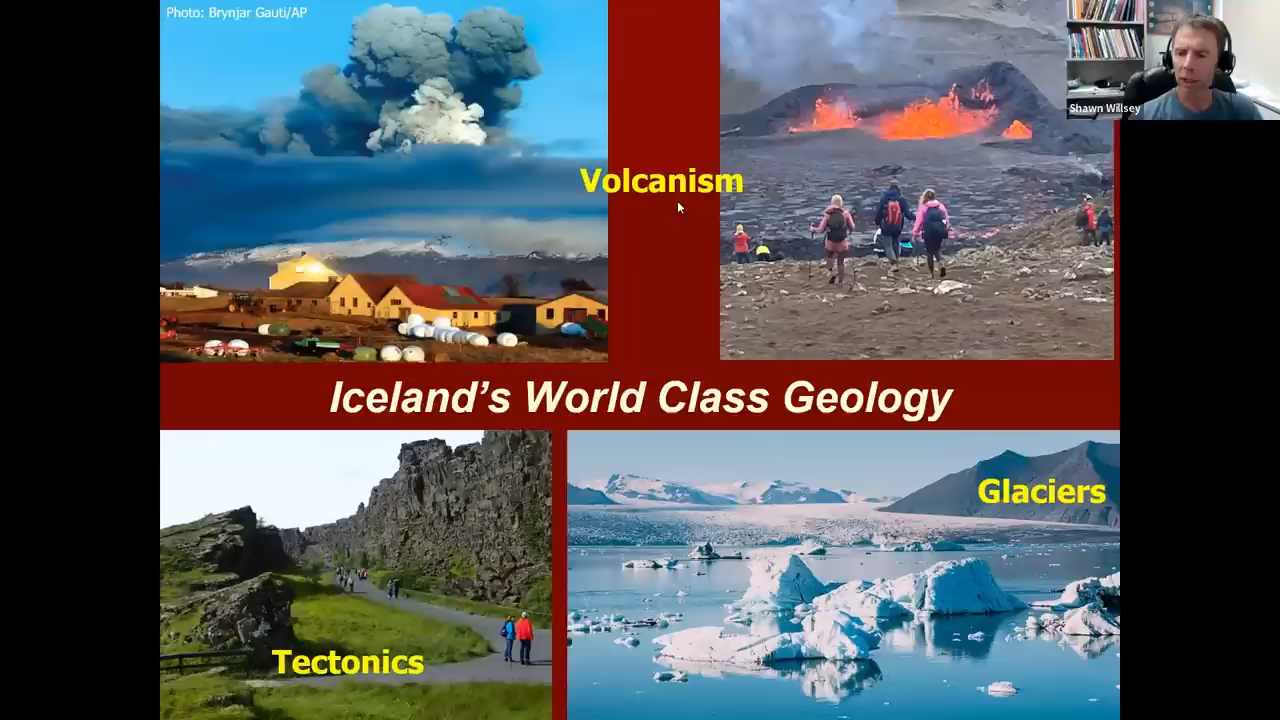 Photo: Brynjar Gauti/AP
Shawn Willsey
Volcanism
Iceland’s World Class Geology
Glaciers
Tectonics